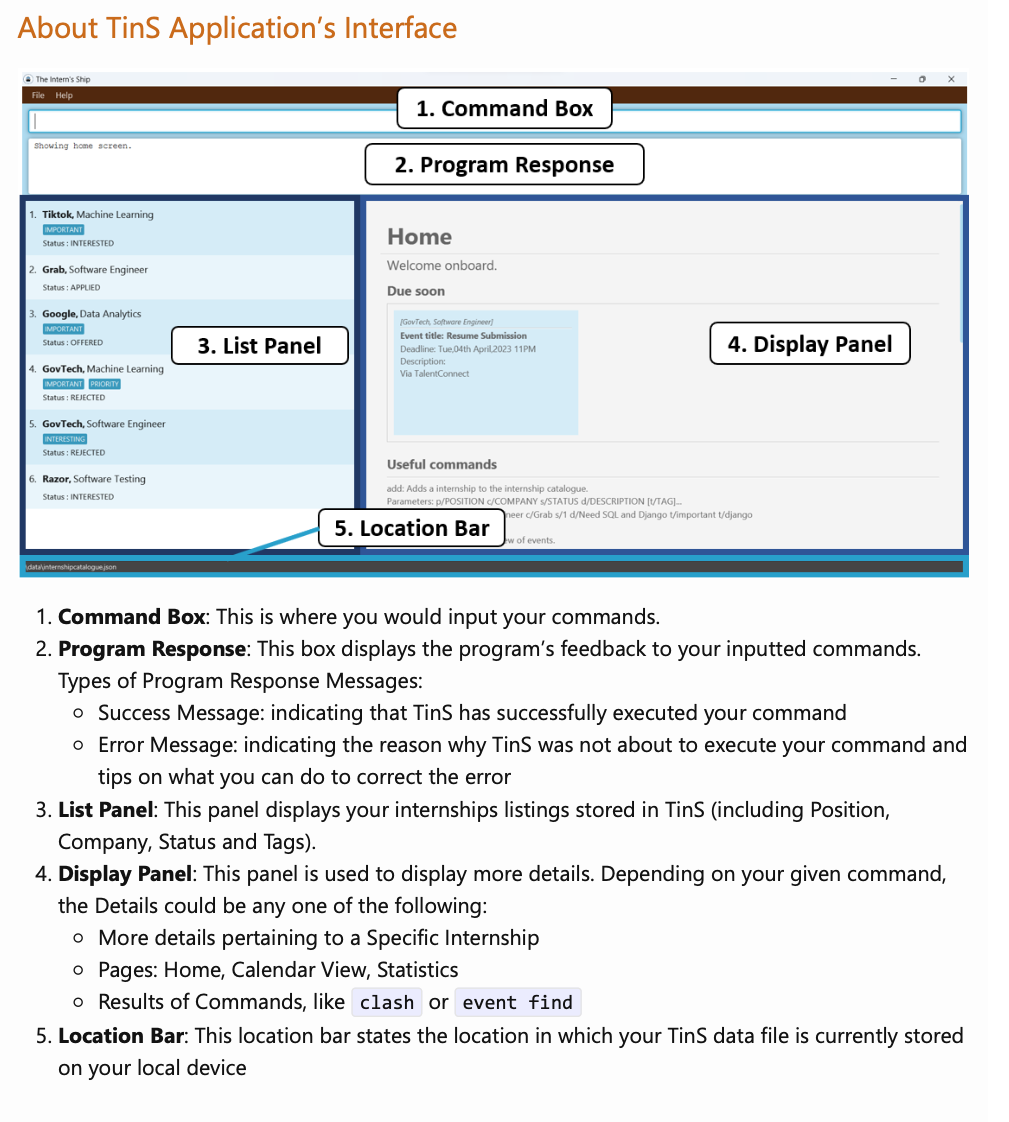 About TinS Application’s Interface
The Intern's Ship
File Help
1. Command Box
Showing home screen.
2. Program Response
1. Tiktok, Machine Learning
IMPORTANT
Status : INTERESTED
2. Grab, Software Engineer
Status : APPLIED
3. Google, Data Analytics
IMPORTANT
Status : OFFERED
4. GovTech, Machine Learning
IMPORTANT PRIORITY
Status : REJECTED
5. GovTech, Software Engineer
INTERESTING
Status : REJECTED
6. Razor, Software Testing
Status : INTERESTED
3. List Panel
Home
Welcome onboard.
Due soon
[GovTech, Software Engineer]
Event title: Resume Submission
Deadline: Tue,04th April,2023 11PM
Description:
Via TalentConnect
4. Display Panel
Useful commands
add: Adds a internship to the internship catalogue.
Parameters: p/POSITION c/COMPANY s/STATUS d/DESCRIPTION [t/TAG]...
neer c/Grab s/1 d/Need SQL and Django t/important t/django
ew of events.
5. Location Bar
\data\internshipcatalogue.json
1. Command Box: This is where you would input your commands.
2. Program Response: This box displays the program’s feedback to your inputted commands.
Types of Program Response Messages:
○ Success Message: indicating that TinS has successfully executed your command
○ Error Message: indicating the reason why TinS was not about to execute your command and
tips on what you can do to correct the error
3. List Panel: This panel displays your internships listings stored in TinS (including Position,
Company, Status and Tags).
4. Display Panel: This panel is used to display more details. Depending on your given command,
the Details could be any one of the following:
○ More details pertaining to a Specific Internship
○ Pages: Home, Calendar View, Statistics
○ Results of Commands, like clash or event find
5. Location Bar: This location bar states the location in which your TinS data file is currently stored
on your local device